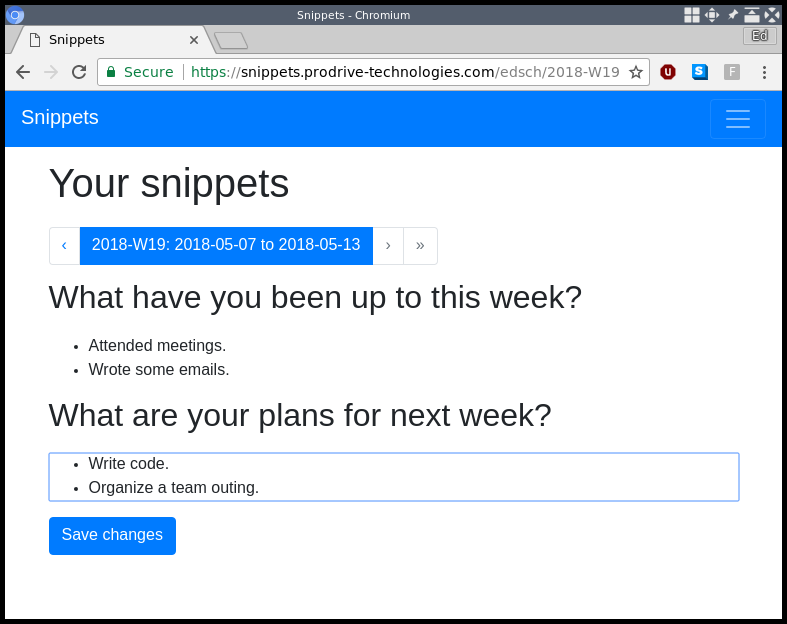 Snippets - Chromium
Snippets
Ed
Secure https://snippets.prodrive-technologies.com/edsch/2018-W19
Snippets
Your snippets
‹ 2018-W19: 2018-05-07 to 2018-05-13 › »
What have you been up to this week?
• Attended meetings.
• Wrote some emails.
What are your plans for next week?
• Write code.
• Organize a team outing.
Save changes